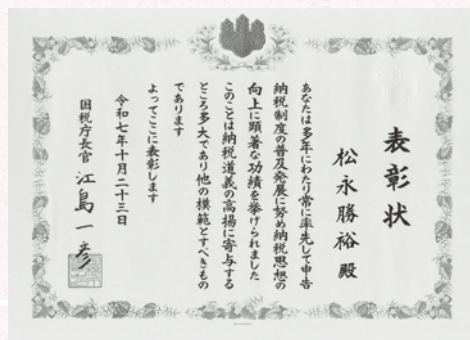 表彰状
松永勝裕 殿
あなたは多年にわたり常に率先して申告
納税制度の普及発展に努め納税思想の
向上に顕著な功績を挙げられました
このことは納税道義の高揚に寄与する
ところ多大であり他の模範とすべきもの
であります
よってここに表彰します
令和七年十月二十三日
国税庁長官 江島一彦